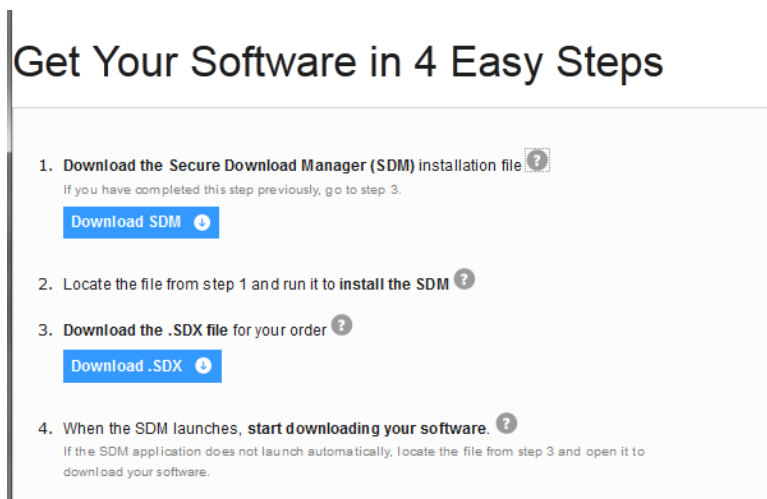 Get Your Software in 4 Easy Steps
1. Download the Secure Download Manager (SDM) installation file ?
If you have completed this step previously, go to step 3.
Download SDM
2. Locate the file from step 1 and run it to install the SDM ?
3. Download the .SDX file for your order ?
Download .SDX
4. When the SDM launches, start downloading your software. ?
If the SDM application does not launch automatically, locate the file from step 3 and open it to
download your software.